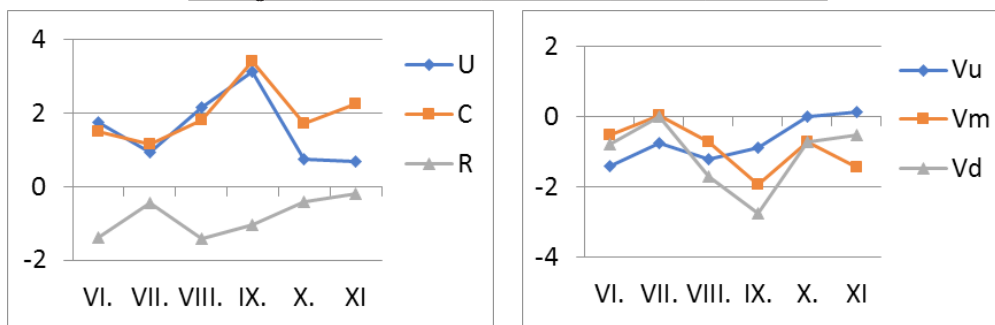 4
2
0
-2
VI. VII. VIII. IX. X. XI
U
C
R
2
0
-2
-4
VI. VII. VIII. IX. X. XI
Vu
Vm
Vd